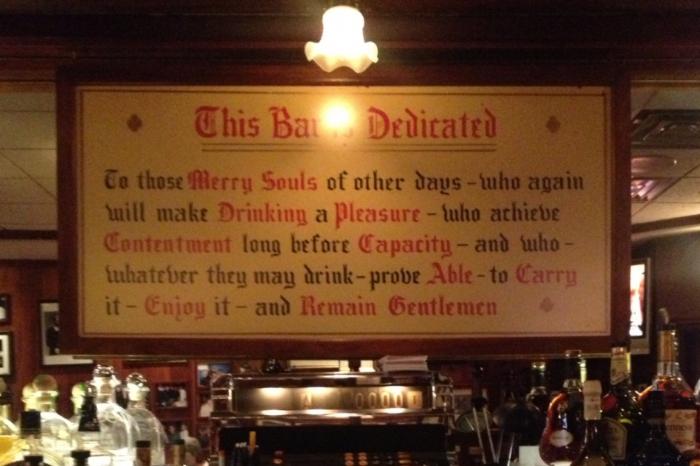 This Bar is Dedicated
To those Merry Souls of other days – who again
will make Drinking a Pleasure – who achieve
Contentment long before Capacity – and who –
whatever they may drink – prove Able – to Carry
it – Enjoy it – and Remain Gentlemen